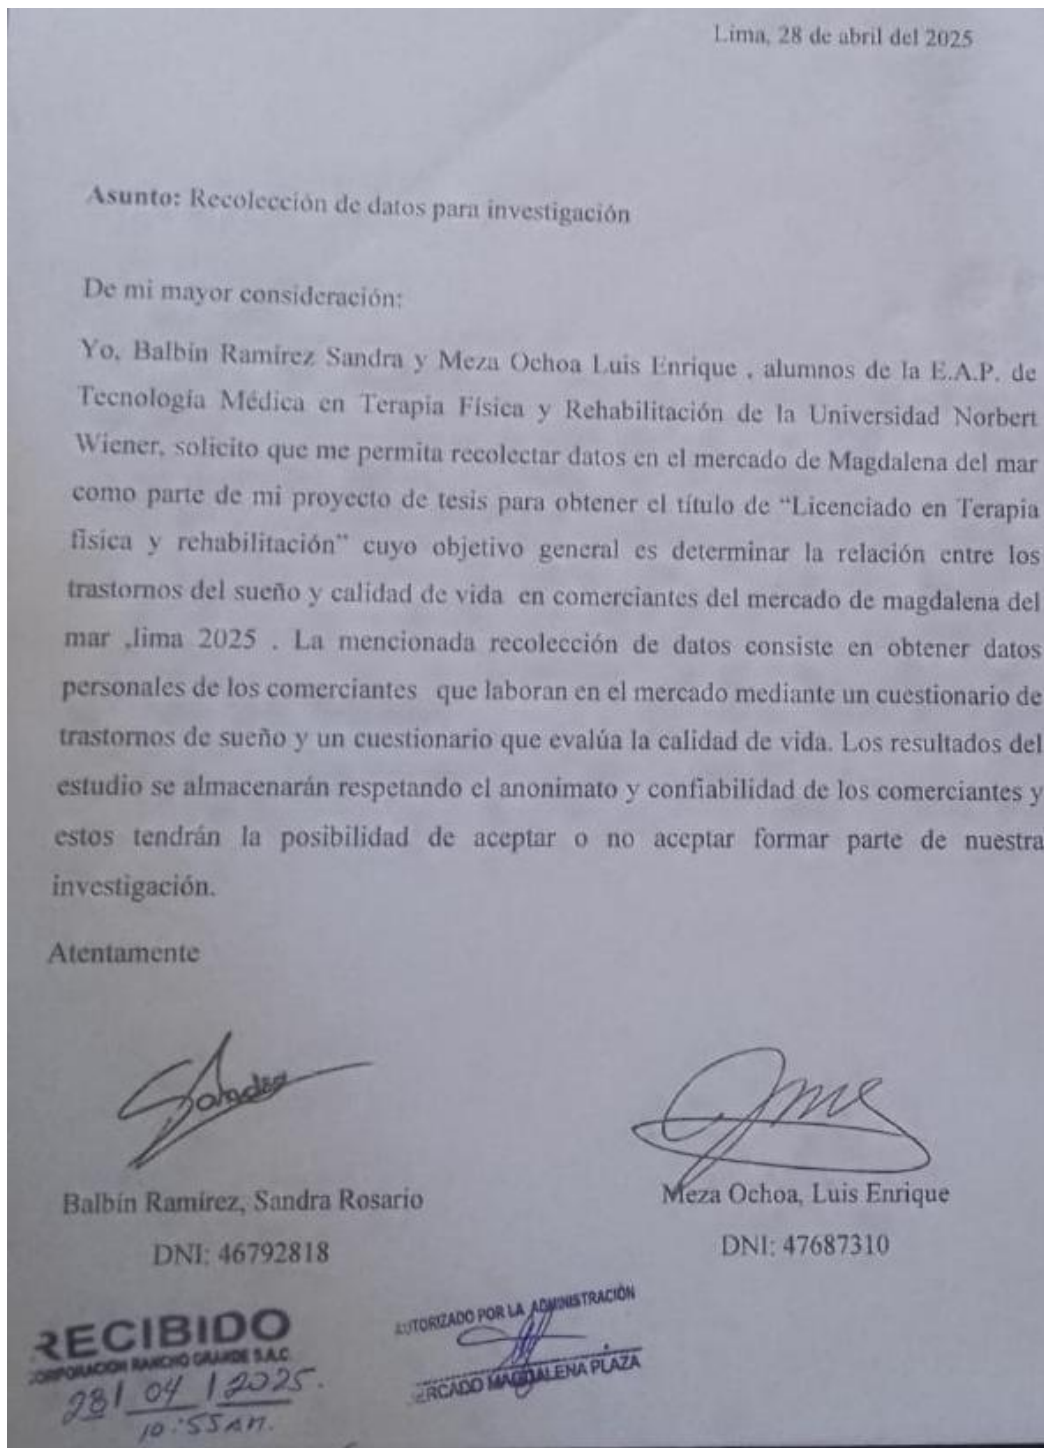 Lima, 28 de abril del 2025
Asunto: Recolección de datos para investigación
De mi mayor consideración:
Yo, Balbín Ramírez Sandra y Meza Ochoa Luis Enrique , alumnos de la E.A.P. de
Tecnología Médica en Terapia Física y Rehabilitación de la Universidad Norbert
Wiener, solicito que me permita recolectar datos en el mercado de Magdalena del mar
como parte de mi proyecto de tesis para obtener el título de “Licenciado en Terapia
física y rehabilitación” cuyo objetivo general es determinar la relación entre los
trastornos del sueño y calidad de vida en comerciantes del mercado de magdalena del
mar ,lima 2025 . La mencionada recolección de datos consiste en obtener datos
personales de los comerciantes que laboran en el mercado mediante un cuestionario de
trastornos de sueño y un cuestionario que evalúa la calidad de vida. Los resultados del
estudio se almacenarán respetando el anonimato y confiabilidad de los comerciantes y
estos tendrán la posibilidad de aceptar o no aceptar formar parte de nuestra
investigación.
Atentamente
Sandra
Balbín Ramírez, Sandra Rosario
DNI: 46792818
Meza Ochoa, Luis Enrique
DNI: 47687310
RECIBIDO
CORPORACION RANCHO GRANDE S.A.C
28/04/2025.
10:55 AM.
AUTORIZADO POR LA ADMINISTRACIÓN
MERCADO MAGDALENA PLAZA